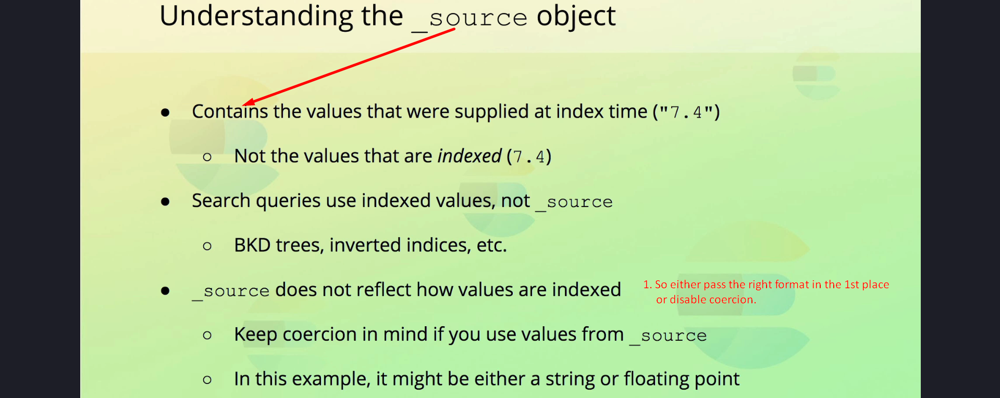 Understanding the _source object
● Contains the values that were supplied at index time ("7.4")
○ Not the values that are indexed (7.4)
● Search queries use indexed values, not _source
○ BKD trees, inverted indices, etc.
● _source does not reflect how values are indexed
1. So either pass the right format in the 1st place
or disable coercion.
○ Keep coercion in mind if you use values from _source
○ In this example, it might be either a string or floating point